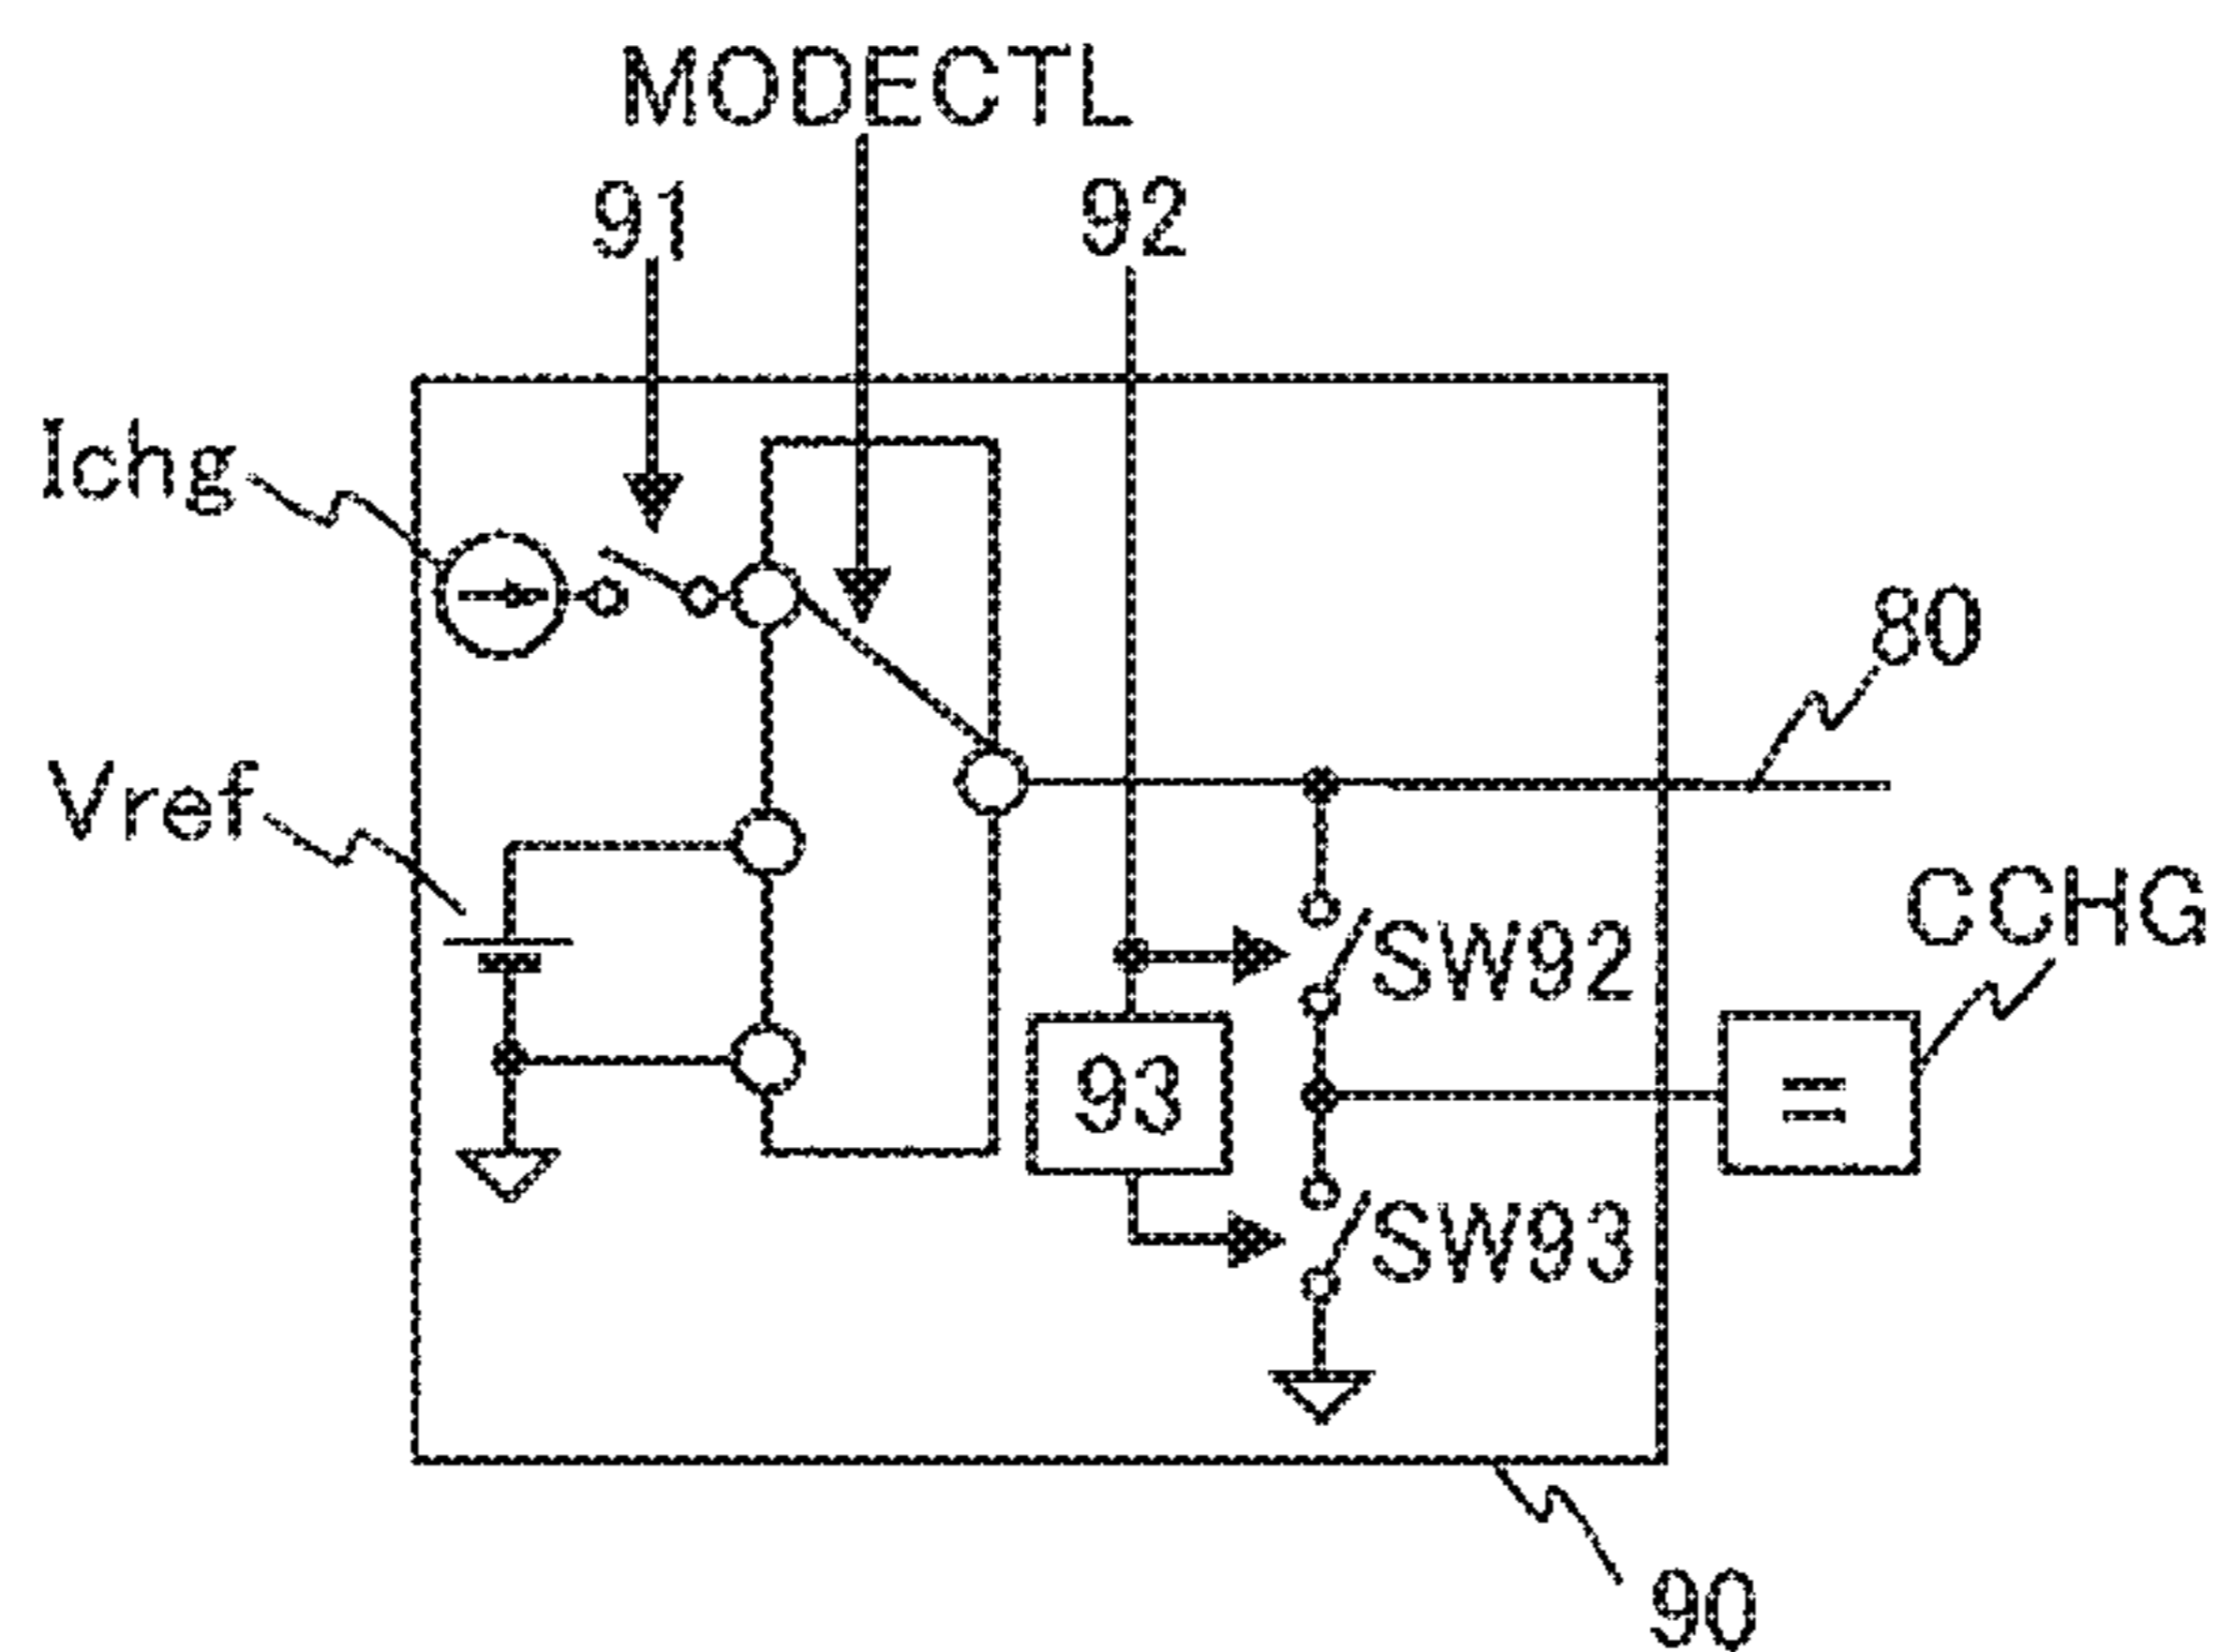 MODECTL
91
92
Ichg
80
Vref
CCHG
SW92
93
=
SW93
90